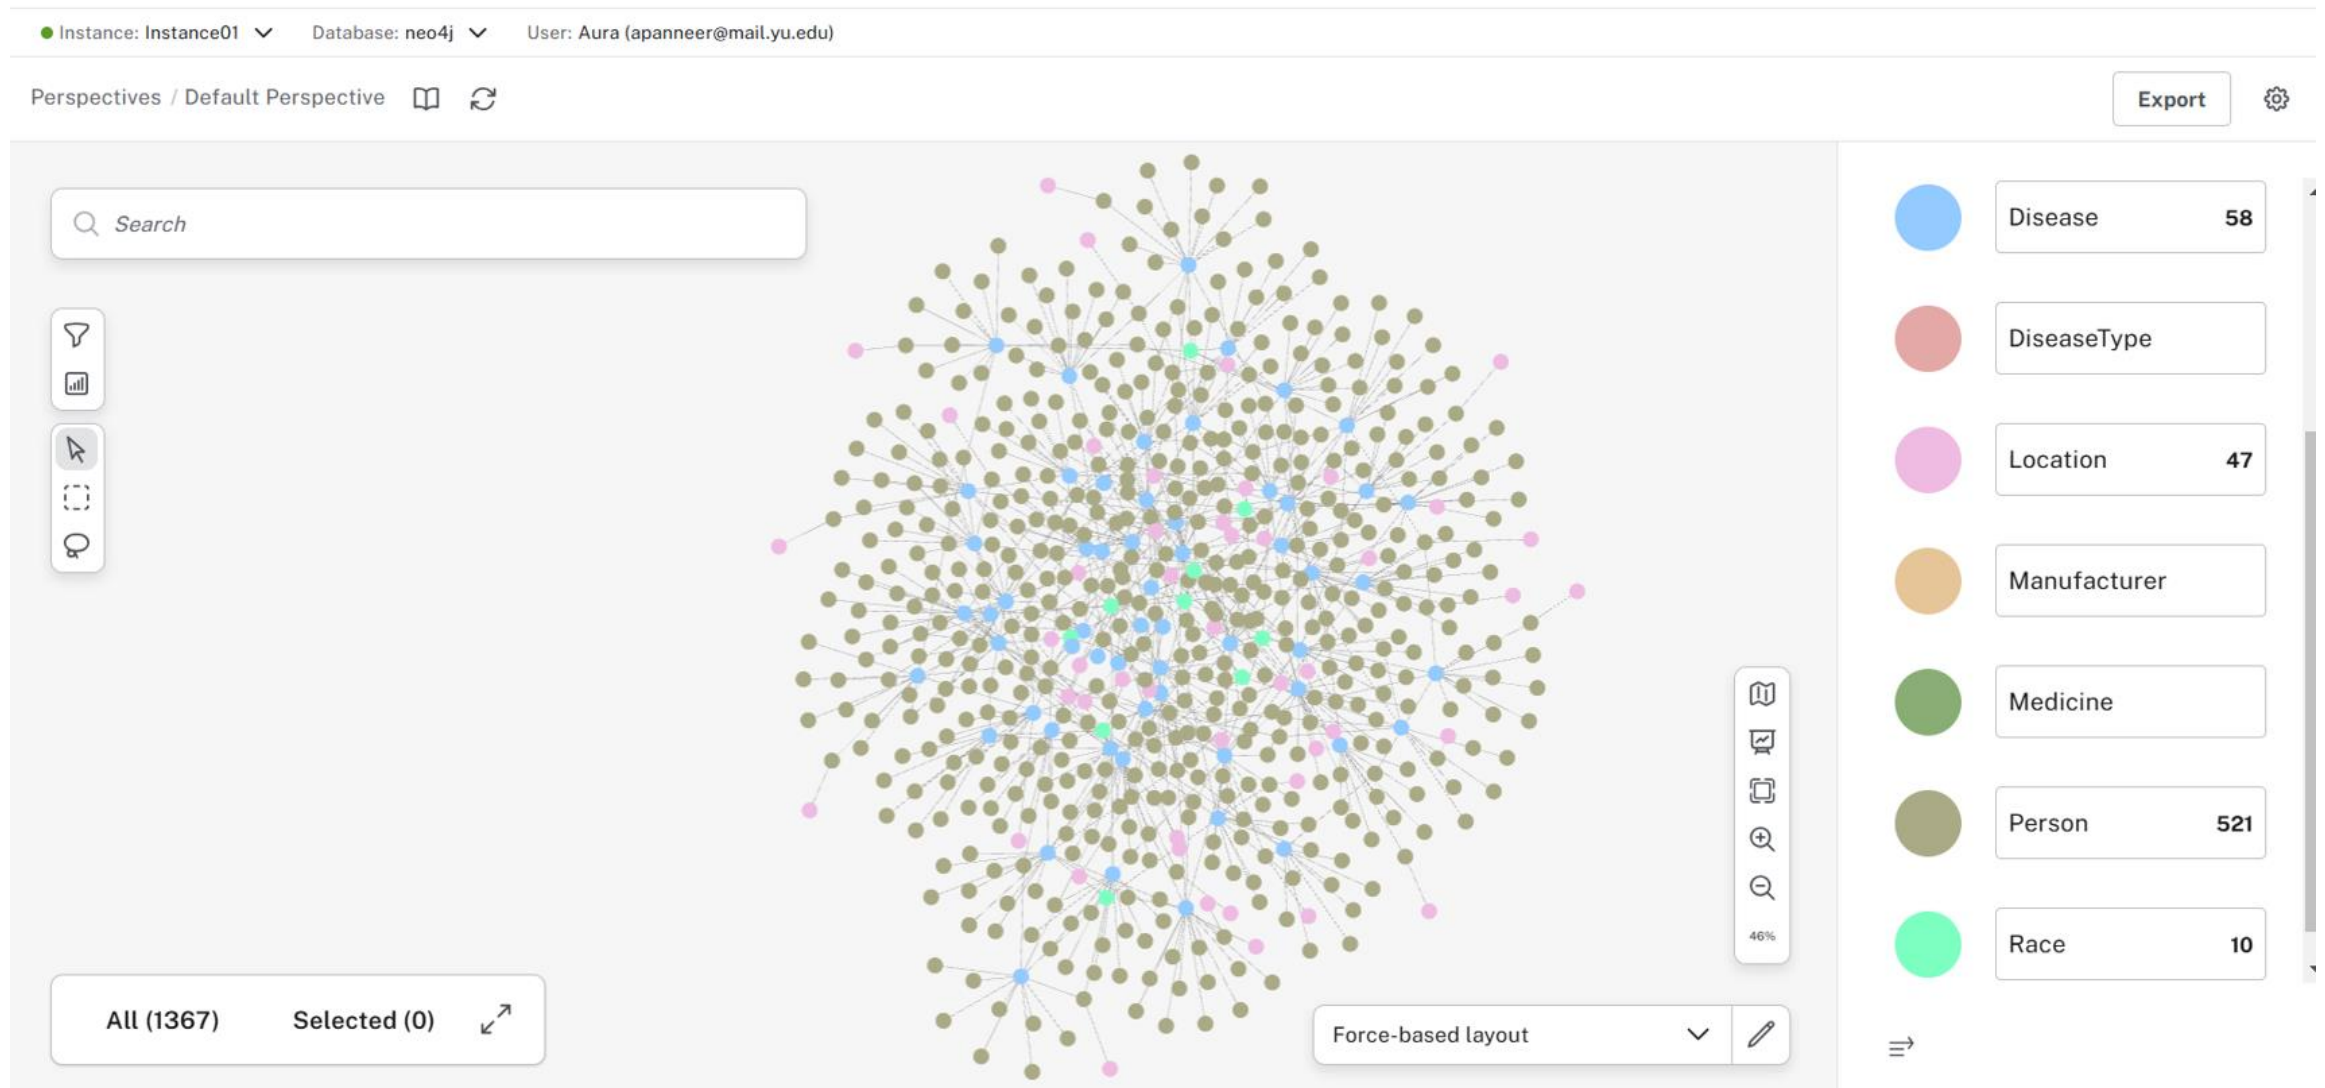 Instance: Instance01 Database: neo4j User: Aura (apanneer@mail.yu.edu)
Perspectives / Default Perspective Export
Search
Disease 58
DiseaseType
Location 47
Manufacturer
Medicine
Person 521
Race 10
46%
All (1367) Selected (0)
Force-based layout